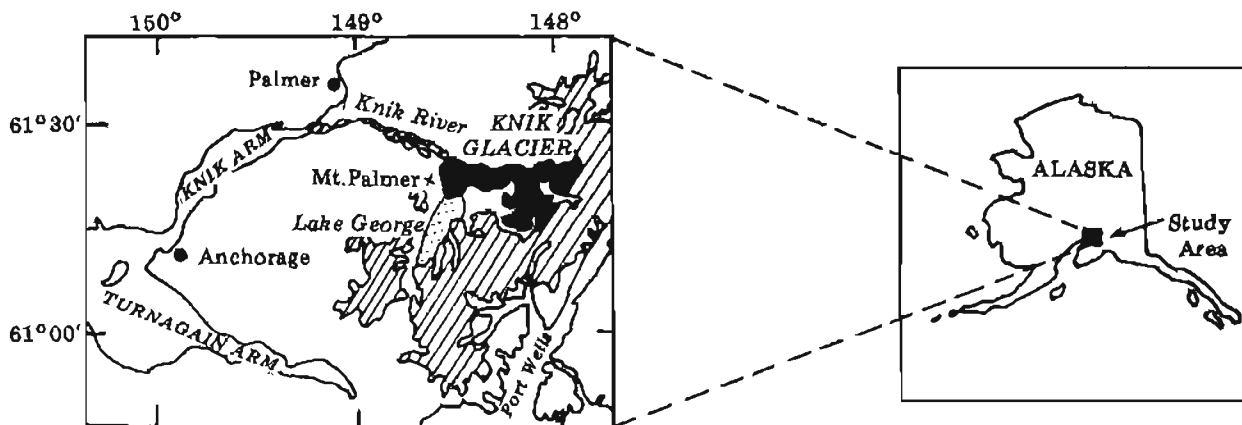 150°
149°
148°
Palmer
Knik River
61°30′
KNIK
GLACIER
KNIK ARM
Mt. Palmer
Lake George
Anchorage
TURNAGAIN ARM
61°00′
Port Wells
ALASKA
Study
Area